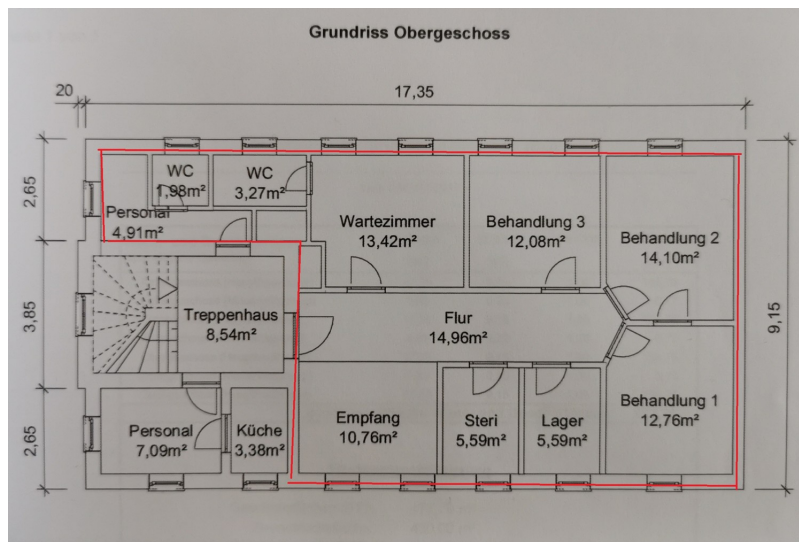 Grundriss Obergeschoss
20
17,35
2,65
3,85
2,65
9,15
WC
1,98m²
WC
3,27m²
Personal
4,91m²
Wartezimmer
13,42m²
Behandlung 3
12,08m²
Behandlung 2
14,10m²
Treppenhaus
8,54m²
Flur
14,96m²
Personal
7,09m²
Küche
3,38m²
Empfang
10,76m²
Steri
5,59m²
Lager
5,59m²
Behandlung 1
12,76m²